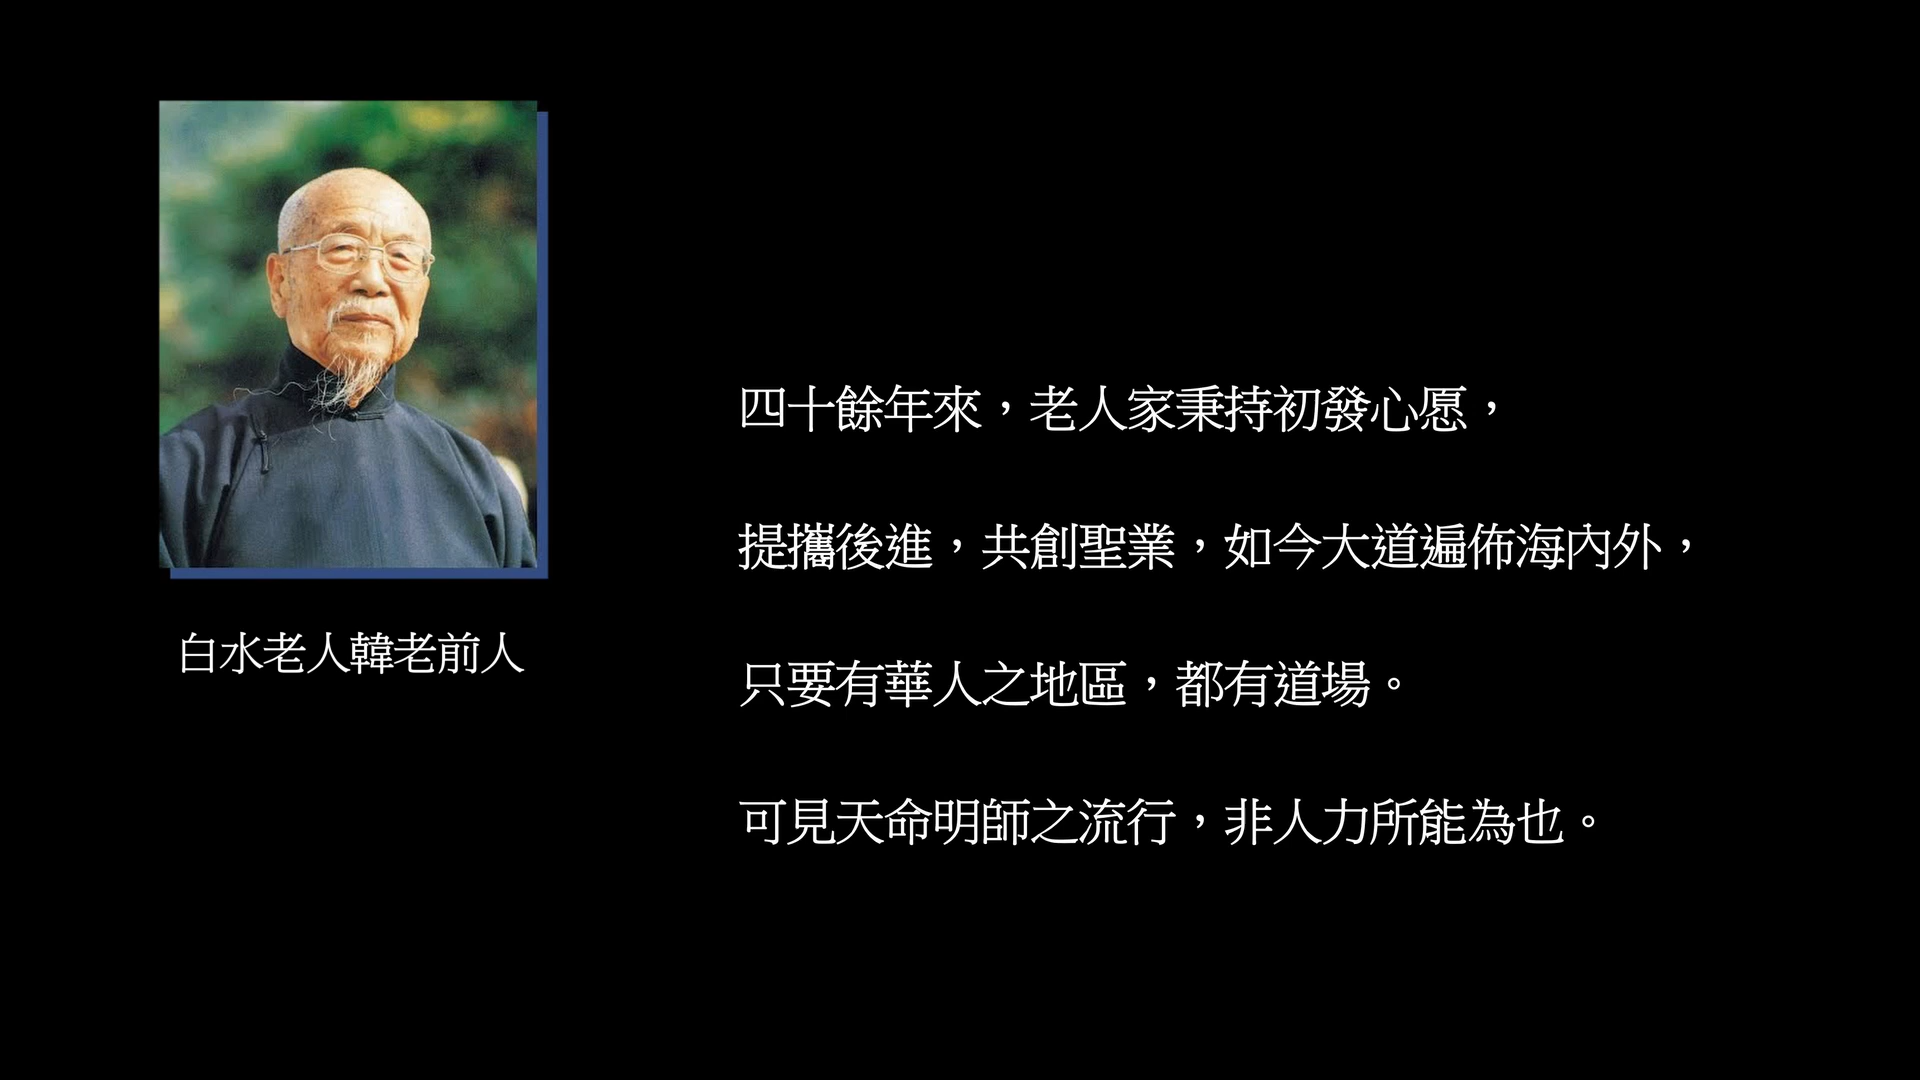 白水老人韓老前人
四十餘年來，老人家秉持初發心愿，
提攜後進，共創聖業，如今大道遍佈海內外，
只要有華人之地區，都有道場。
可見天命明師之流行，非人力所能為也。